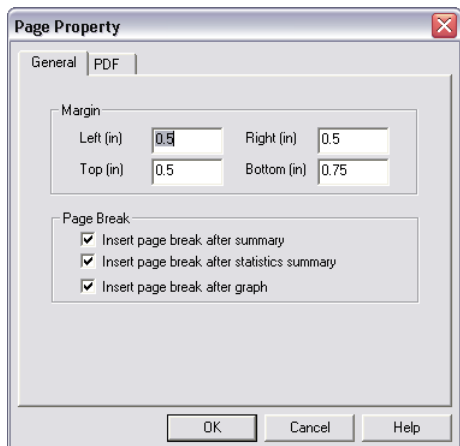 Page Property
General PDF
Margin
Left (in) 0.5 Right (in) 0.5
Top (in) 0.5 Bottom (in) 0.75
Page Break
Insert page break after summary
Insert page break after statistics summary
Insert page break after graph
OK Cancel Help